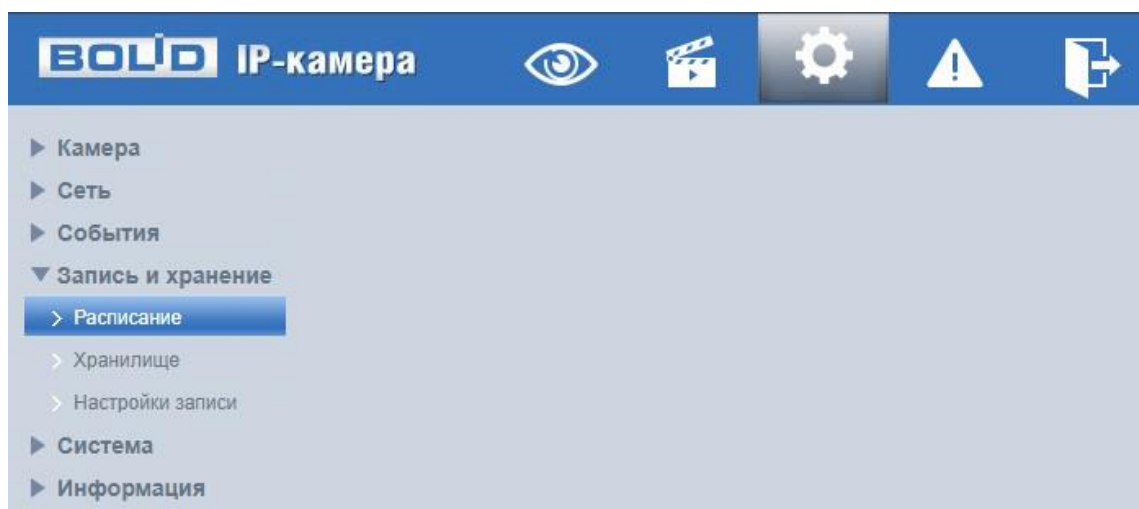 BOLID IP-камера
Камера
Сеть
События
Запись и хранение
Расписание
Хранилище
Настройки записи
Система
Информация